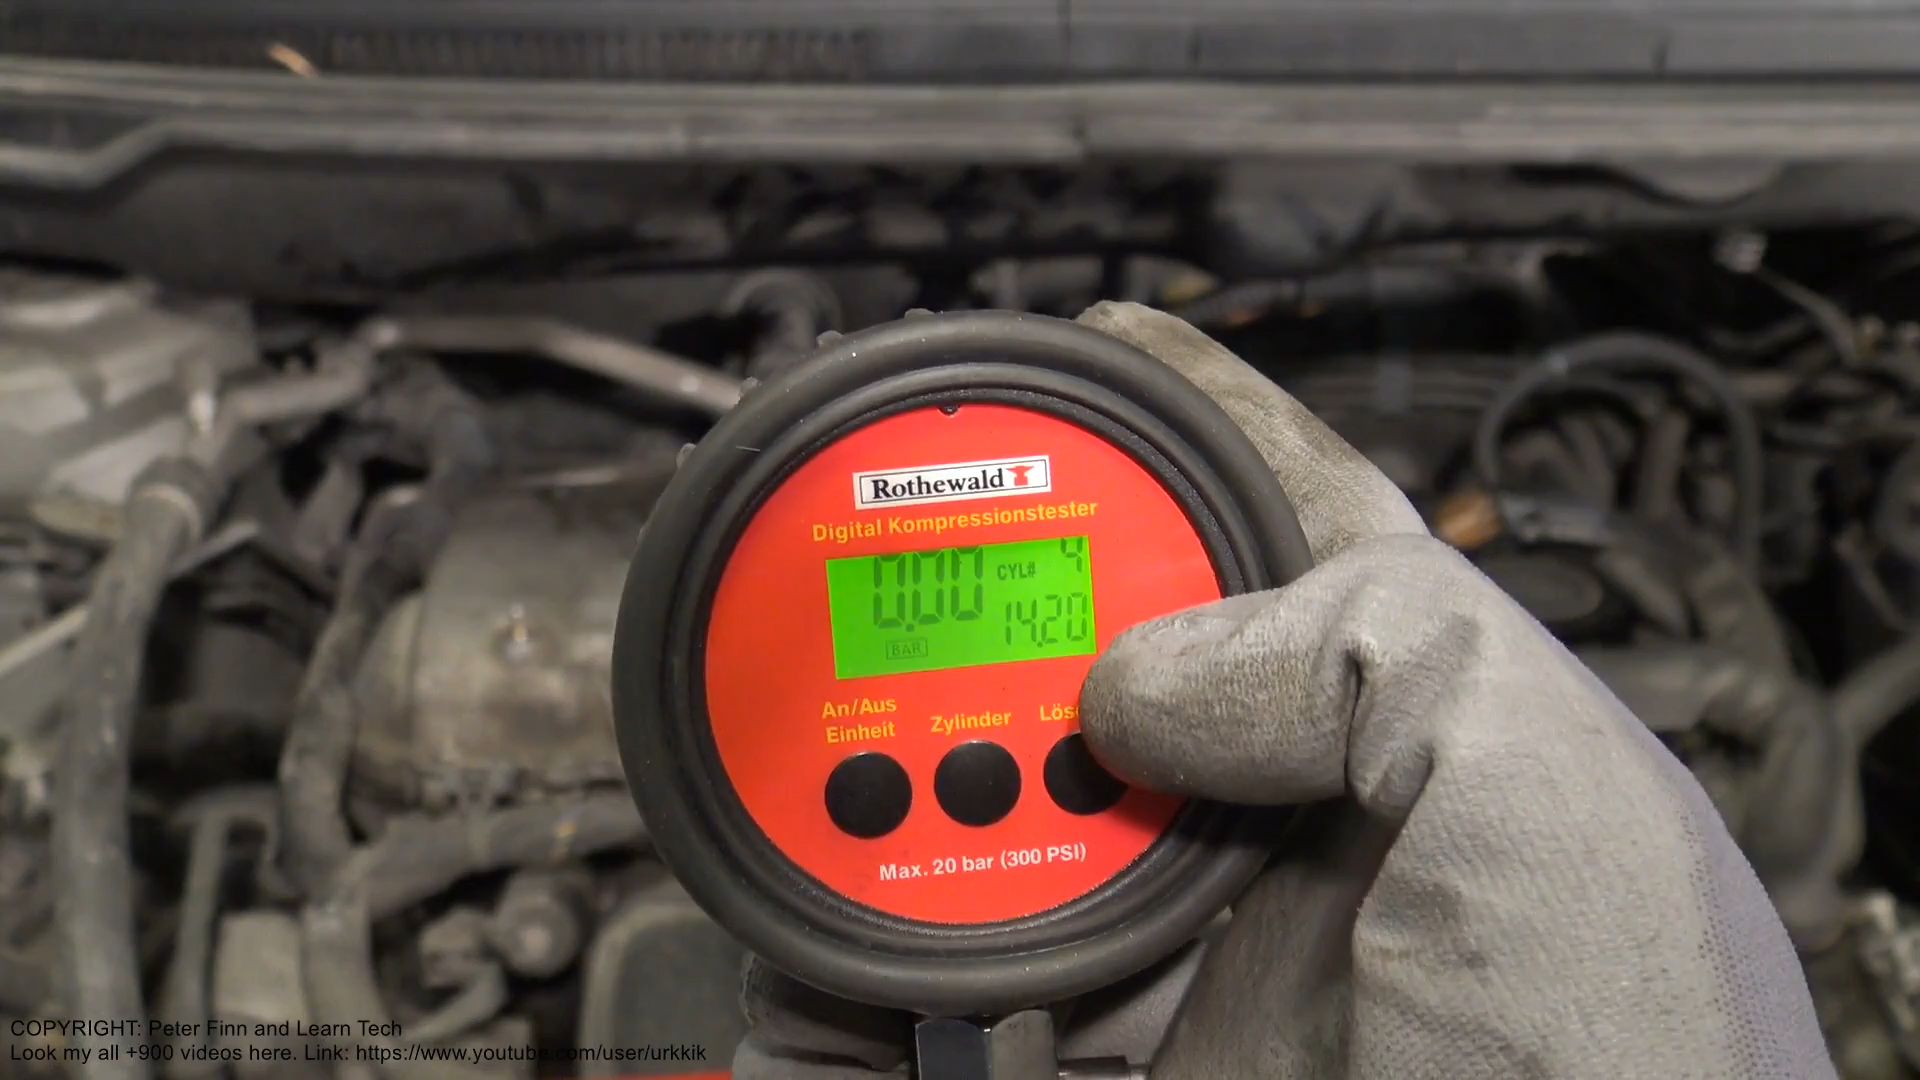 Rothewald
Digital Kompressionstester
0.00 CYL# 4
14.20
BAR
An/Aus
Einheit
Zylinder
Max. 20 bar (300 PSI)
COPYRIGHT: Peter Finn and Learn Tech
Look my all +900 videos here. Link: https://www.youtube.com/user/urkkik